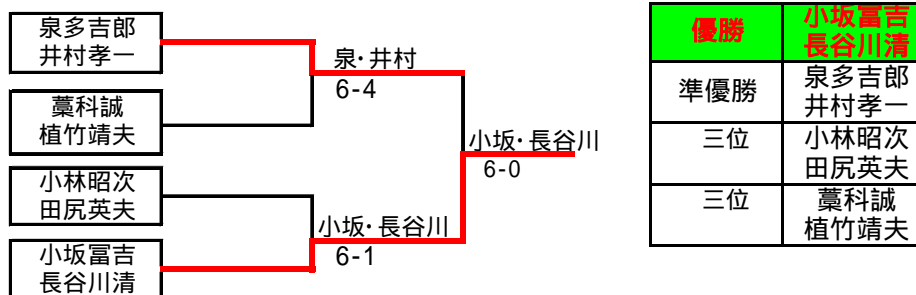 泉多吉郎
井村孝一
藁科誠
植竹靖夫
小林昭次
田尻英夫
小坂冨吉
長谷川清
泉・井村
6-4
小坂・長谷川
6-1
小坂・長谷川
6-0
優勝
小坂冨吉
長谷川清
準優勝
泉多吉郎
井村孝一
三位
小林昭次
田尻英夫
三位
藁科誠
植竹靖夫